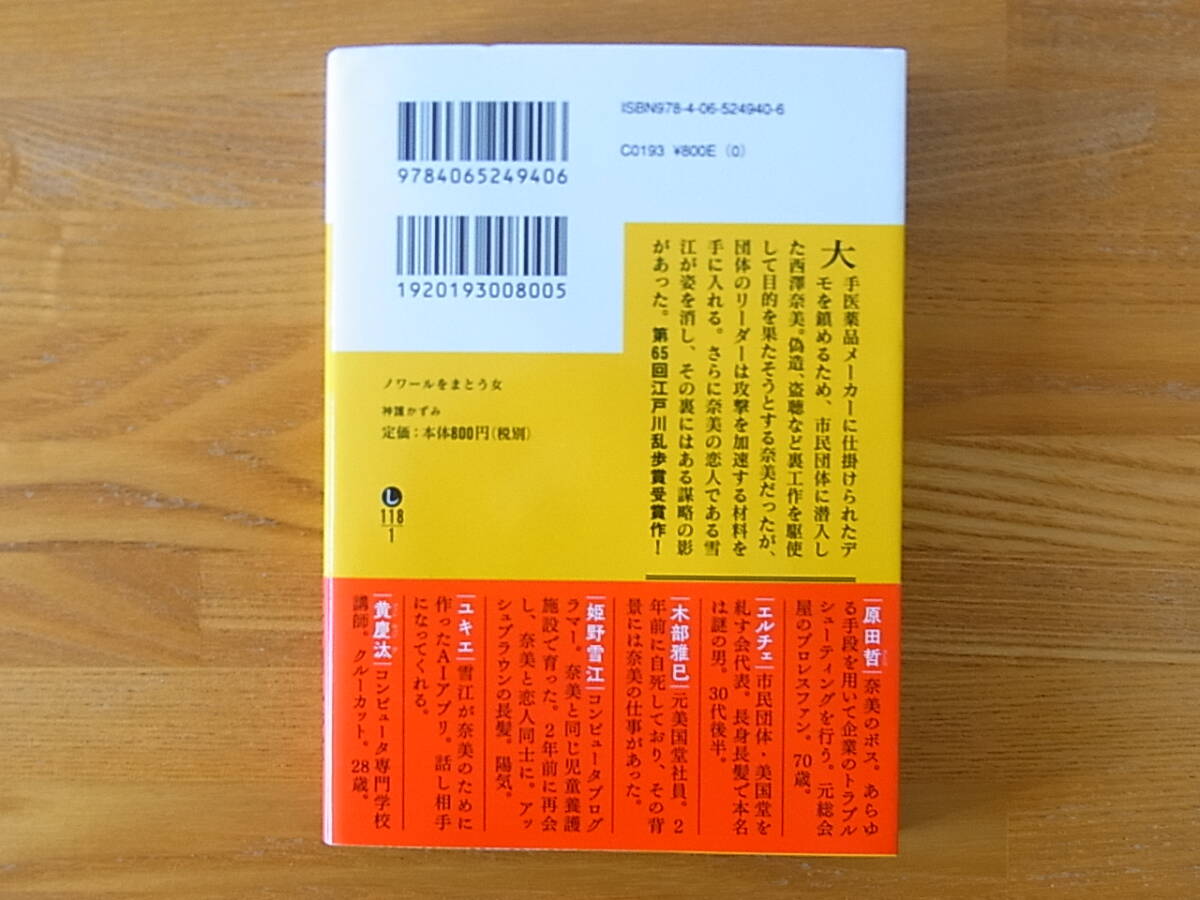 ISBN978-4-06-524940-6
C0193 ¥800E (0)
9784065249406
1920193008005
大手医薬品メーカーに仕掛けられたデ
モを鎮めるため、市民団体に潜入し
た西澤奈美。偽造、盗聴など裏工作を駆使
して目的を果たそうとする奈美だったが、
団体のリーダーは攻撃を加速する材料を
手に入れる。さらに奈美の恋人である雪
江が姿を消し、その裏にはある謀略の影
があった。第65回江戸川乱歩賞受賞作！
ノワールをまとう女
神護かずみ
定価：本体800円（税別）
し
118
1
原田哲 奈美のボス。あらゆ
る手段を用いて企業のトラブル
シューティングを行う。元総会
屋のプロレスファン。70歳。
エルチェ 市民団体・美国堂を
糺す会代表。長身長髪で本名
は謎の男。30代後半。
木部雅巳 元美国堂社員。2
年前に自死しており、その背
景には奈美の仕事があった。
姫野雪江 コンピュータプログ
ラマー。奈美と同じ児童養護
施設で育った。2年前に再会
し、奈美と恋人同士に。アッ
シュブラウンの長髪。陽気。
ユキエ 雪江が奈美のために
作ったAIアプリ。話し相手
になってくれる。
黄慶汰 コンピュータ専門学校
講師。クルーカット。28歳。